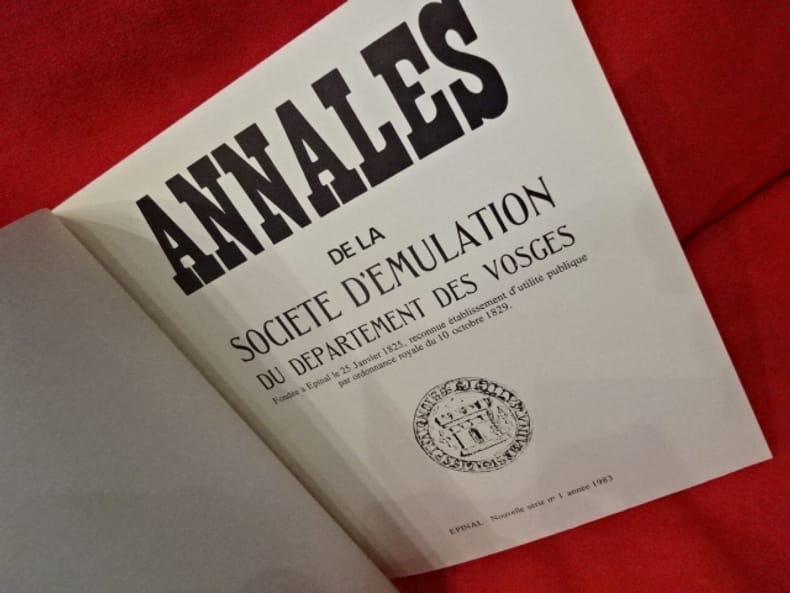 ANNALES
DE LA
SOCIETE D'EMULATION
DU DEPARTEMENT DES VOSGES
Fondée à Epinal le 25 Janvier 1825, reconnue établissement d'utilité publique
par ordonnance royale du 10 octobre 1829.
EPINAL - Nouvelle série nº 1 année 1983